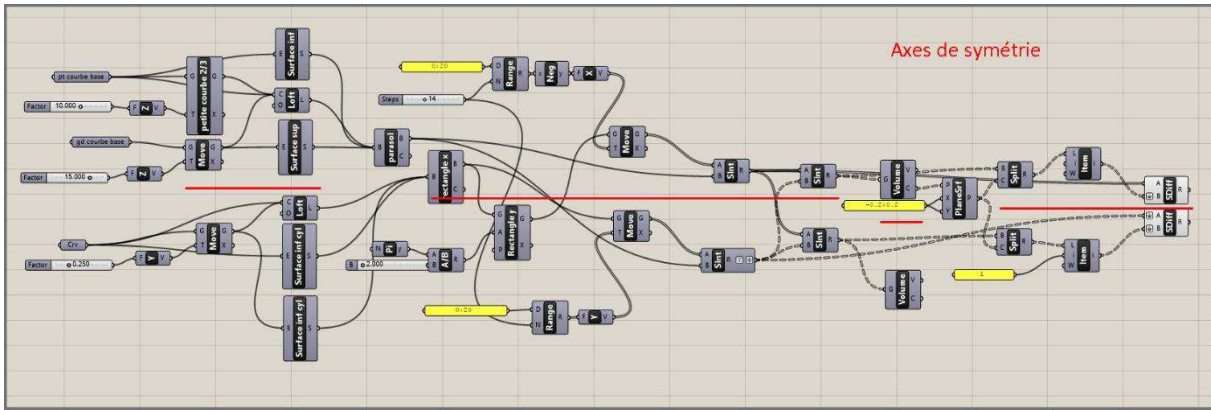 Axes de symétrie
pt courbe base
Factor 10.000
F Z V
gd courbe base
Factor 15.000
F Z V
G petite courbe 2/3 G
T X
G Move G
T X
E Surface inf S
C Loft L
O
E Surface sup S
B parasol B
C
Crv
Factor 0.250
F Y V
G Move G
T X
C Loft L
O
E Surface inf cyl S
E Surface inf cyl S
B rectangle x B
C
N Pi y
B 2.000
A A/B R
B
0;20
Steps 14
D Range R
N
x Neg y
F X V
G Rectangle y G
A
P X
0;20
D Range R
N
F Y V
G Move G
T X
G Move G
T X
A SInt R
B
A SInt R
B
A SInt R
B
A SInt R
B
G Volume V
C
G Volume V
C
-0.2;0.2
P PlaneSrf P
X
Y
B Split R
C
B Split R
C
L Item i
i
W
1
L Item i
i
W
A SDiff R
B
A SDiff R
B